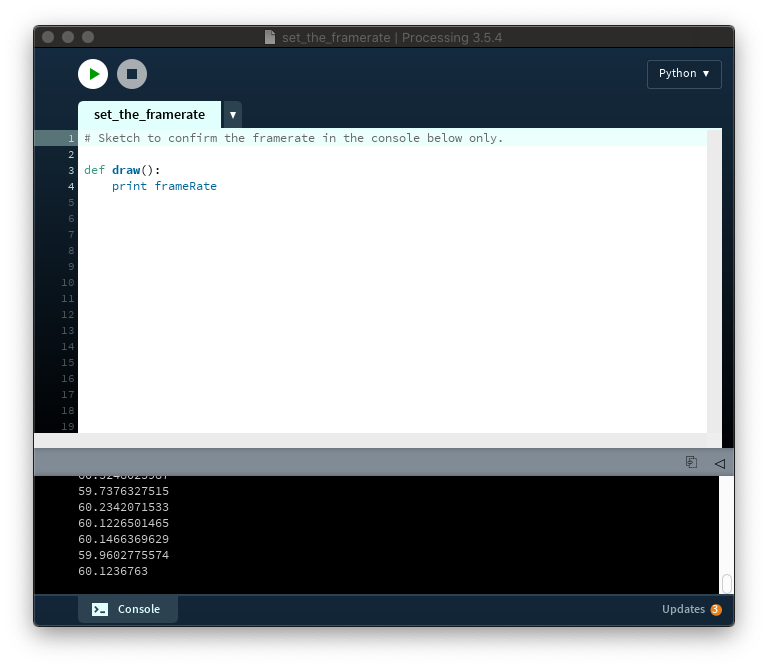 set_the_framerate | Processing 3.5.4
Python ▼
set_the_framerate ▼
1 # Sketch to confirm the framerate in the console below only.
2
3 def draw():
4     print frameRate
5
6
7
8
9
10
11
12
13
14
15
16
17
18
19
59.7376327515
60.2342071533
60.1226501465
60.1466369629
59.9602775574
60.1236763
Console
Updates 3